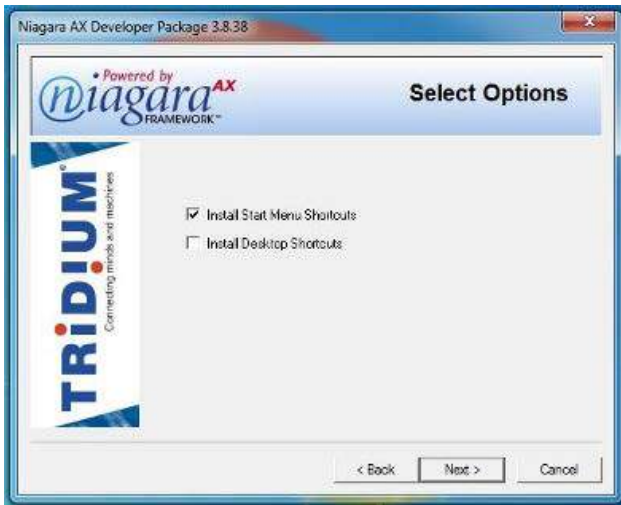 Niagara AX Developer Package 3.8.38
Powered by
niagara AX
FRAMEWORK™
Select Options
TRiDiUM
Connecting minds and machines
Install Start Menu Shortcuts
Install Desktop Shortcuts
< Back
Next >
Cancel